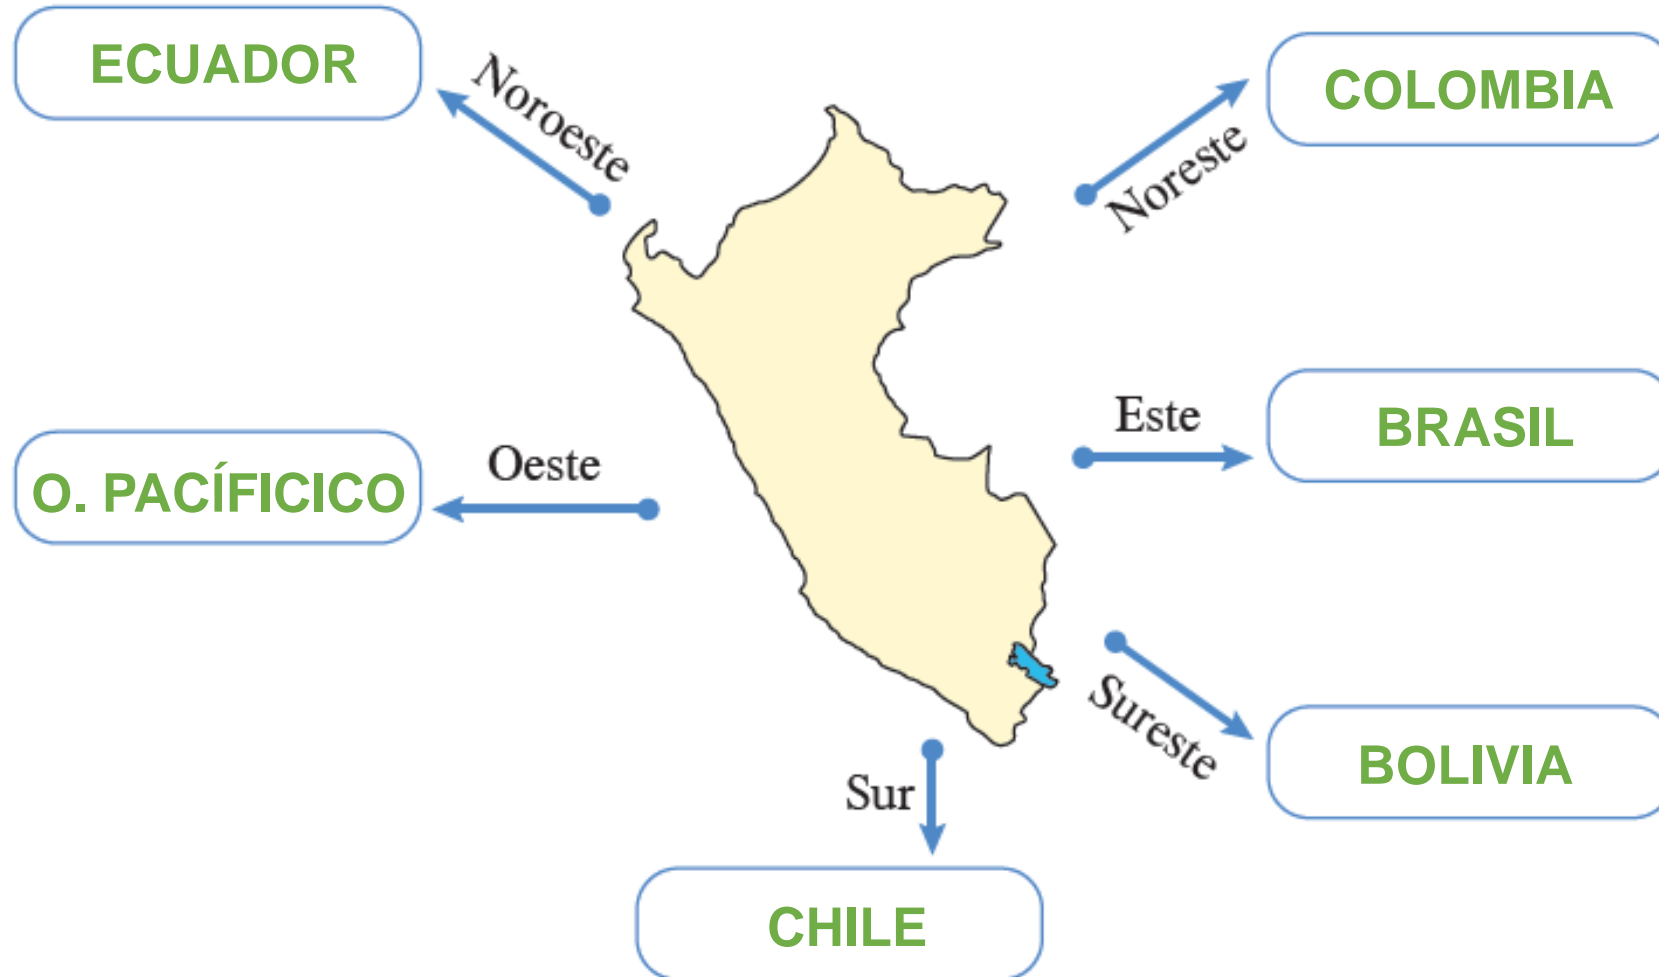 ECUADOR
Noroeste
COLOMBIA
Noreste
O. PACÍFICICO
Oeste
Este
BRASIL
Sureste
BOLIVIA
Sur
CHILE